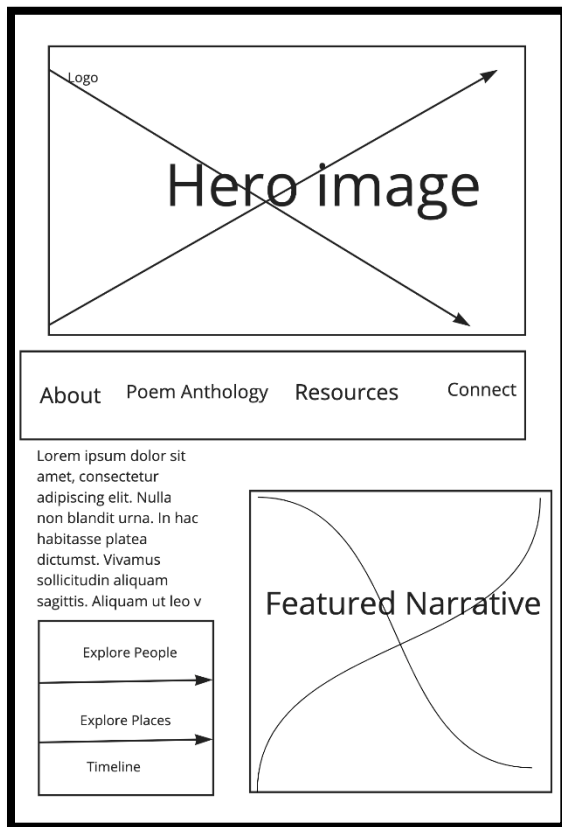 Logo
Hero image
About Poem Anthology Resources Connect
Lorem ipsum dolor sit
amet, consectetur
adipiscing elit. Nulla
non blandit urna. In hac
habitasse platea
dictumst. Vivamus
sollicitudin aliquam
sagittis. Aliquam ut leo v
Featured Narrative
Explore People
Explore Places
Timeline